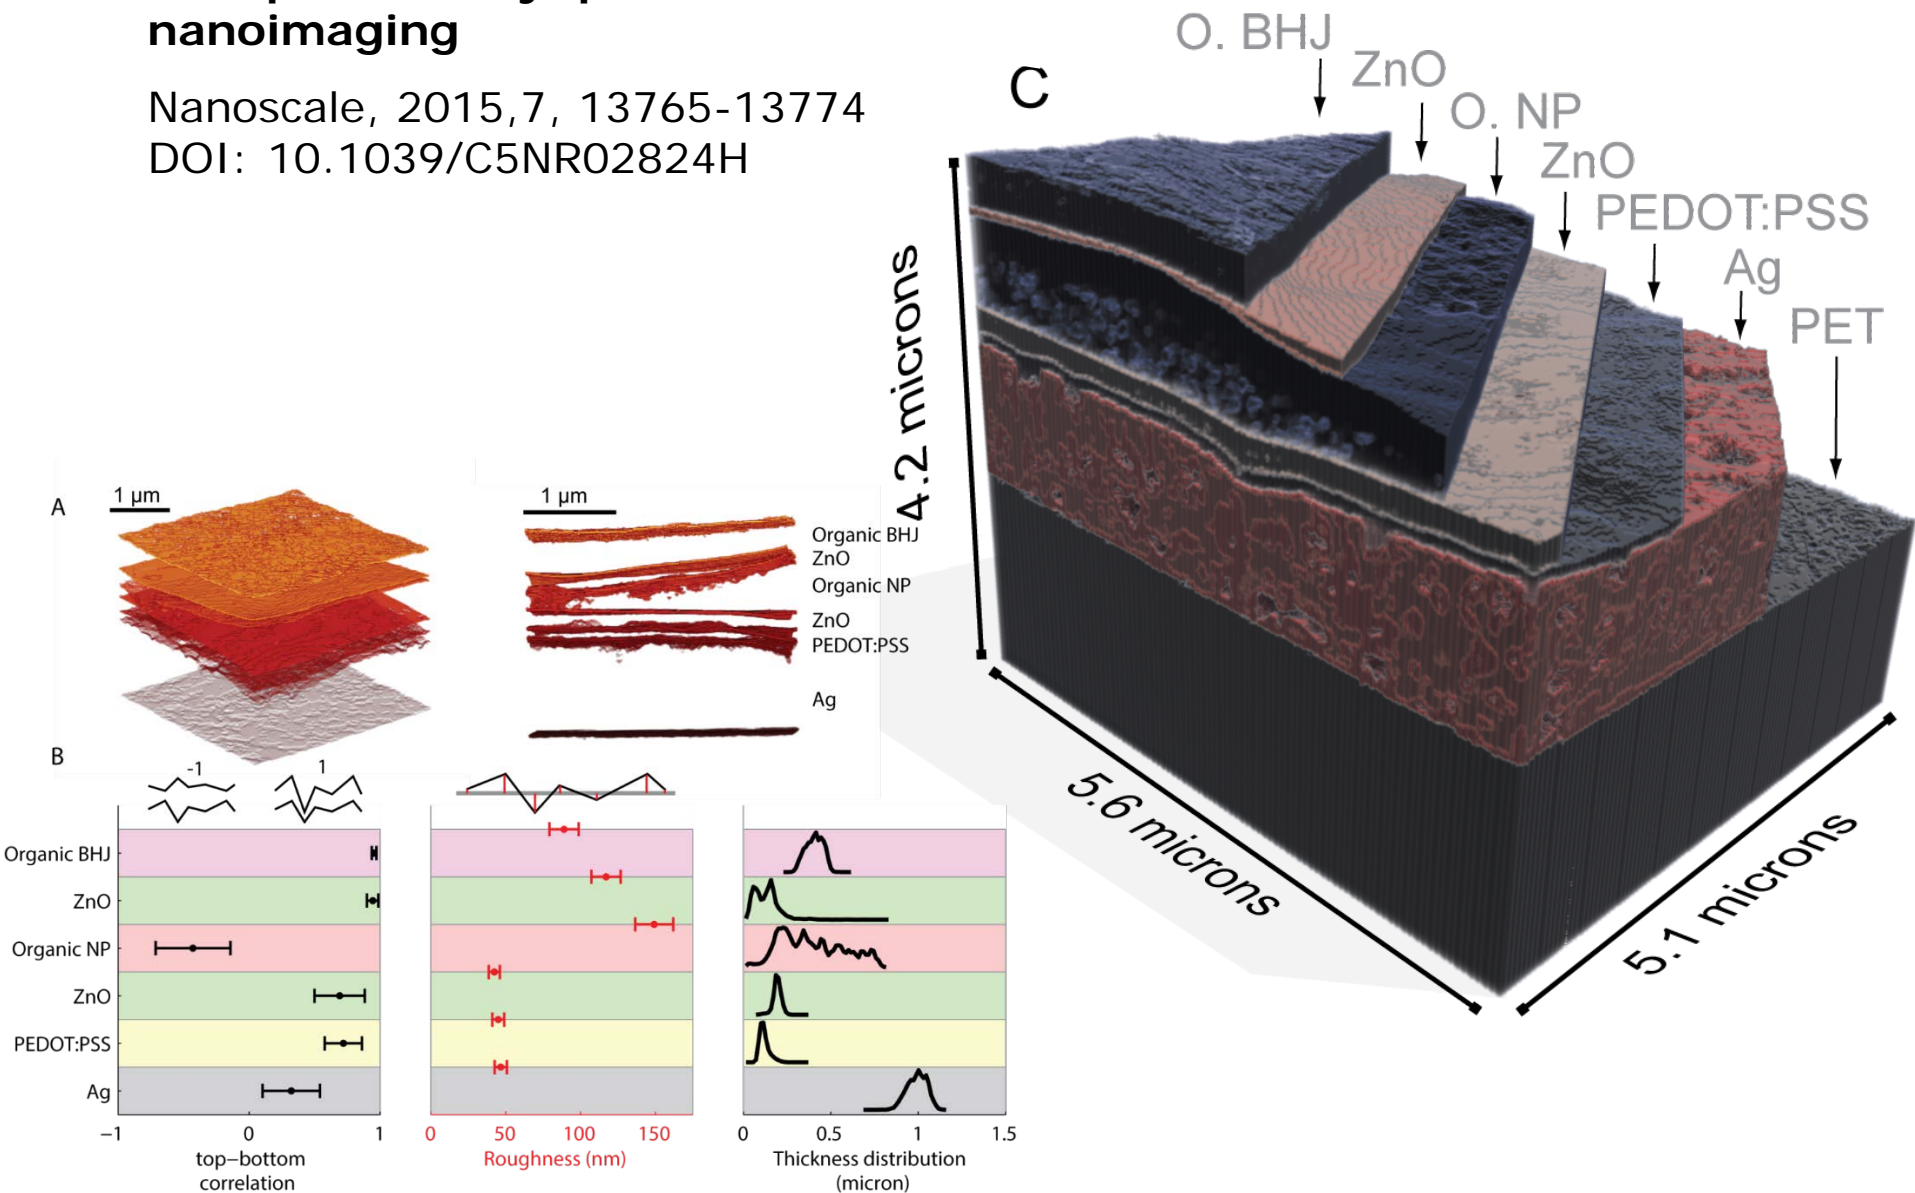 nanoimaging
Nanoscale, 2015,7, 13765-13774
DOI: 10.1039/C5NR02824H
C
O. BHJ
ZnO
O. NP
ZnO
PEDOT:PSS
Ag
PET
4.2 microns
5.6 microns
5.1 microns
A
1 µm
1 µm
Organic BHJ
ZnO
Organic NP
ZnO
PEDOT:PSS
Ag
B
-1
1
Organic BHJ
ZnO
Organic NP
ZnO
PEDOT:PSS
Ag
−1 0 1
top−bottom
correlation
0 50 100 150
Roughness (nm)
0 0.5 1 1.5
Thickness distribution
(micron)